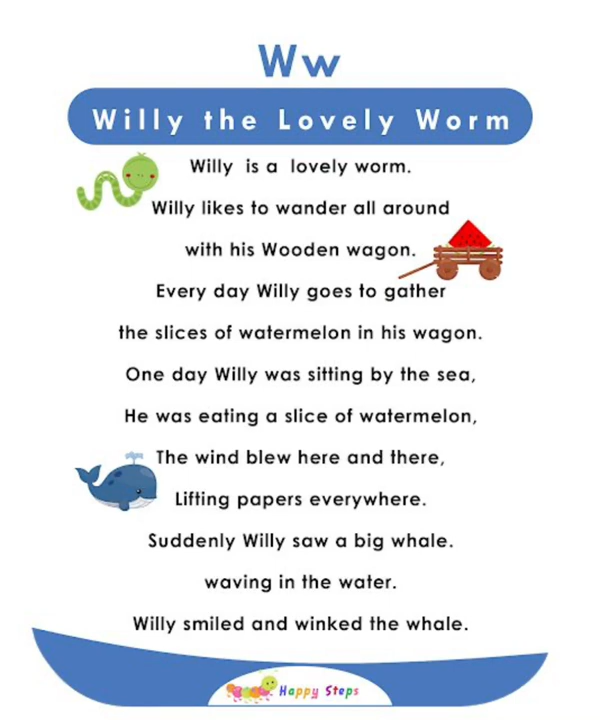 Ww
Willy the Lovely Worm
Willy is a lovely worm.
Willy likes to wander all around
with his Wooden wagon.
Every day Willy goes to gather
the slices of watermelon in his wagon.
One day Willy was sitting by the sea,
He was eating a slice of watermelon,
The wind blew here and there,
Lifting papers everywhere.
Suddenly Willy saw a big whale.
waving in the water.
Willy smiled and winked the whale.
Happy Steps